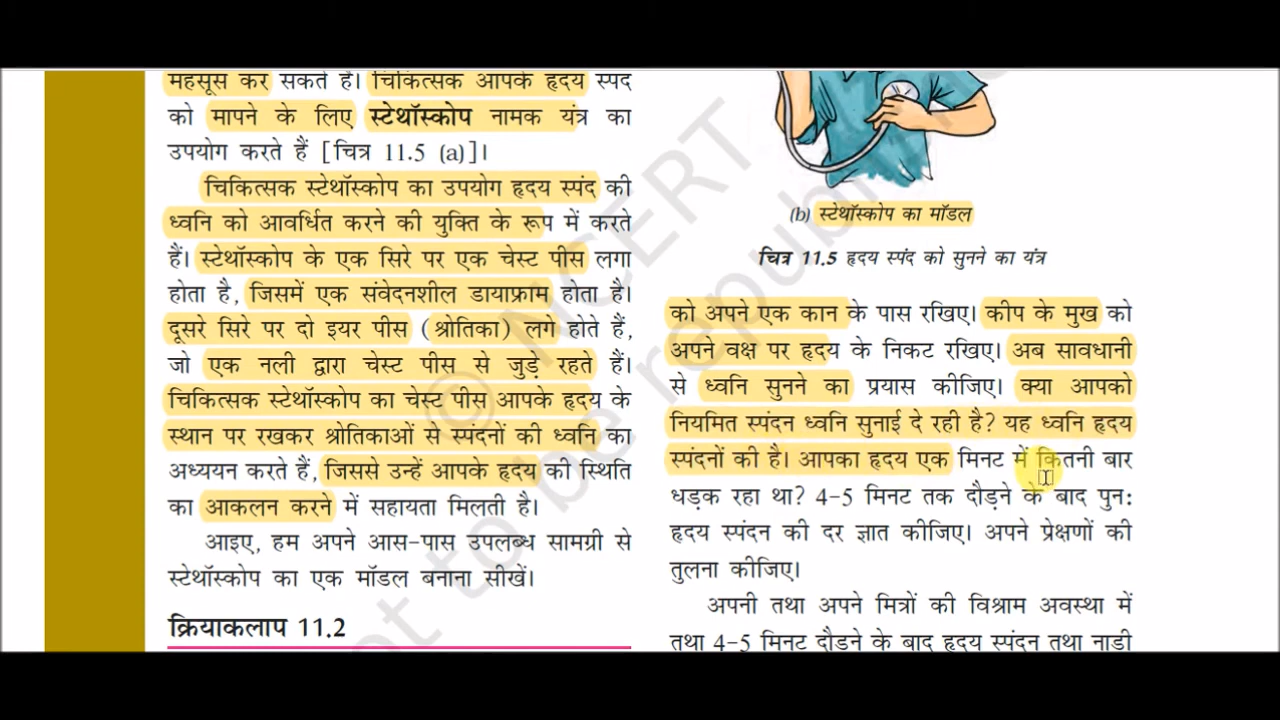 महसूस कर सकते हैं। चिकित्सक आपके हृदय स्पंद
को मापने के लिए स्टेथॉस्कोप नामक यंत्र का
उपयोग करते हैं [चित्र 11.5 (a)]।
चिकित्सक स्टेथॉस्कोप का उपयोग हृदय स्पंद की
ध्वनि को आवर्धित करने की युक्ति के रूप में करते
हैं। स्टेथॉस्कोप के एक सिरे पर एक चेस्ट पीस लगा
होता है, जिसमें एक संवेदनशील डायाफ्राम होता है।
दूसरे सिरे पर दो इयर पीस (श्रोतिका) लगे होते हैं,
जो एक नली द्वारा चेस्ट पीस से जुड़े रहते हैं।
चिकित्सक स्टेथॉस्कोप का चेस्ट पीस आपके हृदय के
स्थान पर रखकर श्रोतिकाओं से स्पंदनों की ध्वनि का
अध्ययन करते हैं, जिससे उन्हें आपके हृदय की स्थिति
का आकलन करने में सहायता मिलती है।
आइए, हम अपने आस-पास उपलब्ध सामग्री से
स्टेथॉस्कोप का एक मॉडल बनाना सीखें।
क्रियाकलाप 11.2
(b) स्टेथॉस्कोप का मॉडल
चित्र 11.5 हृदय स्पंद को सुनने का यंत्र
को अपने एक कान के पास रखिए। कीप के मुख को
अपने वक्ष पर हृदय के निकट रखिए। अब सावधानी
से ध्वनि सुनने का प्रयास कीजिए। क्या आपको
नियमित स्पंदन ध्वनि सुनाई दे रही है? यह ध्वनि हृदय
स्पंदनों की है। आपका हृदय एक मिनट में कितनी बार
धड़क रहा था? 4-5 मिनट तक दौड़ने के बाद पुन:
हृदय स्पंदन की दर ज्ञात कीजिए। अपने प्रेक्षणों की
तुलना कीजिए।
अपनी तथा अपने मित्रों की विश्राम अवस्था में
तथा 4-5 मिनट दौड़ने के बाद हृदय स्पंदन तथा नाड़ी
© NCERT
not to be republ